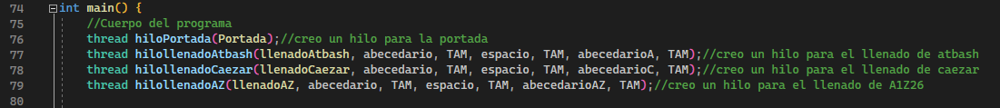 74 int main() {
75 //Cuerpo del programa
76 thread hiloPortada(Portada);//creo un hilo para la portada
77 thread hilollenadoAtbash(llenadoAtbash, abecedario, TAM, espacio, TAM, abecedarioA, TAM);//creo un hilo para el llenado de atbash
78 thread hilollenadoCaezar(llenadoCaezar, abecedario, TAM, espacio, TAM, abecedarioC, TAM);//creo un hilo para el llenado de caezar
79 thread hilollenadoAZ(llenadoAZ, abecedario, TAM, espacio, TAM, abecedarioAZ, TAM);//creo un hilo para el llenado de A1Z26
80